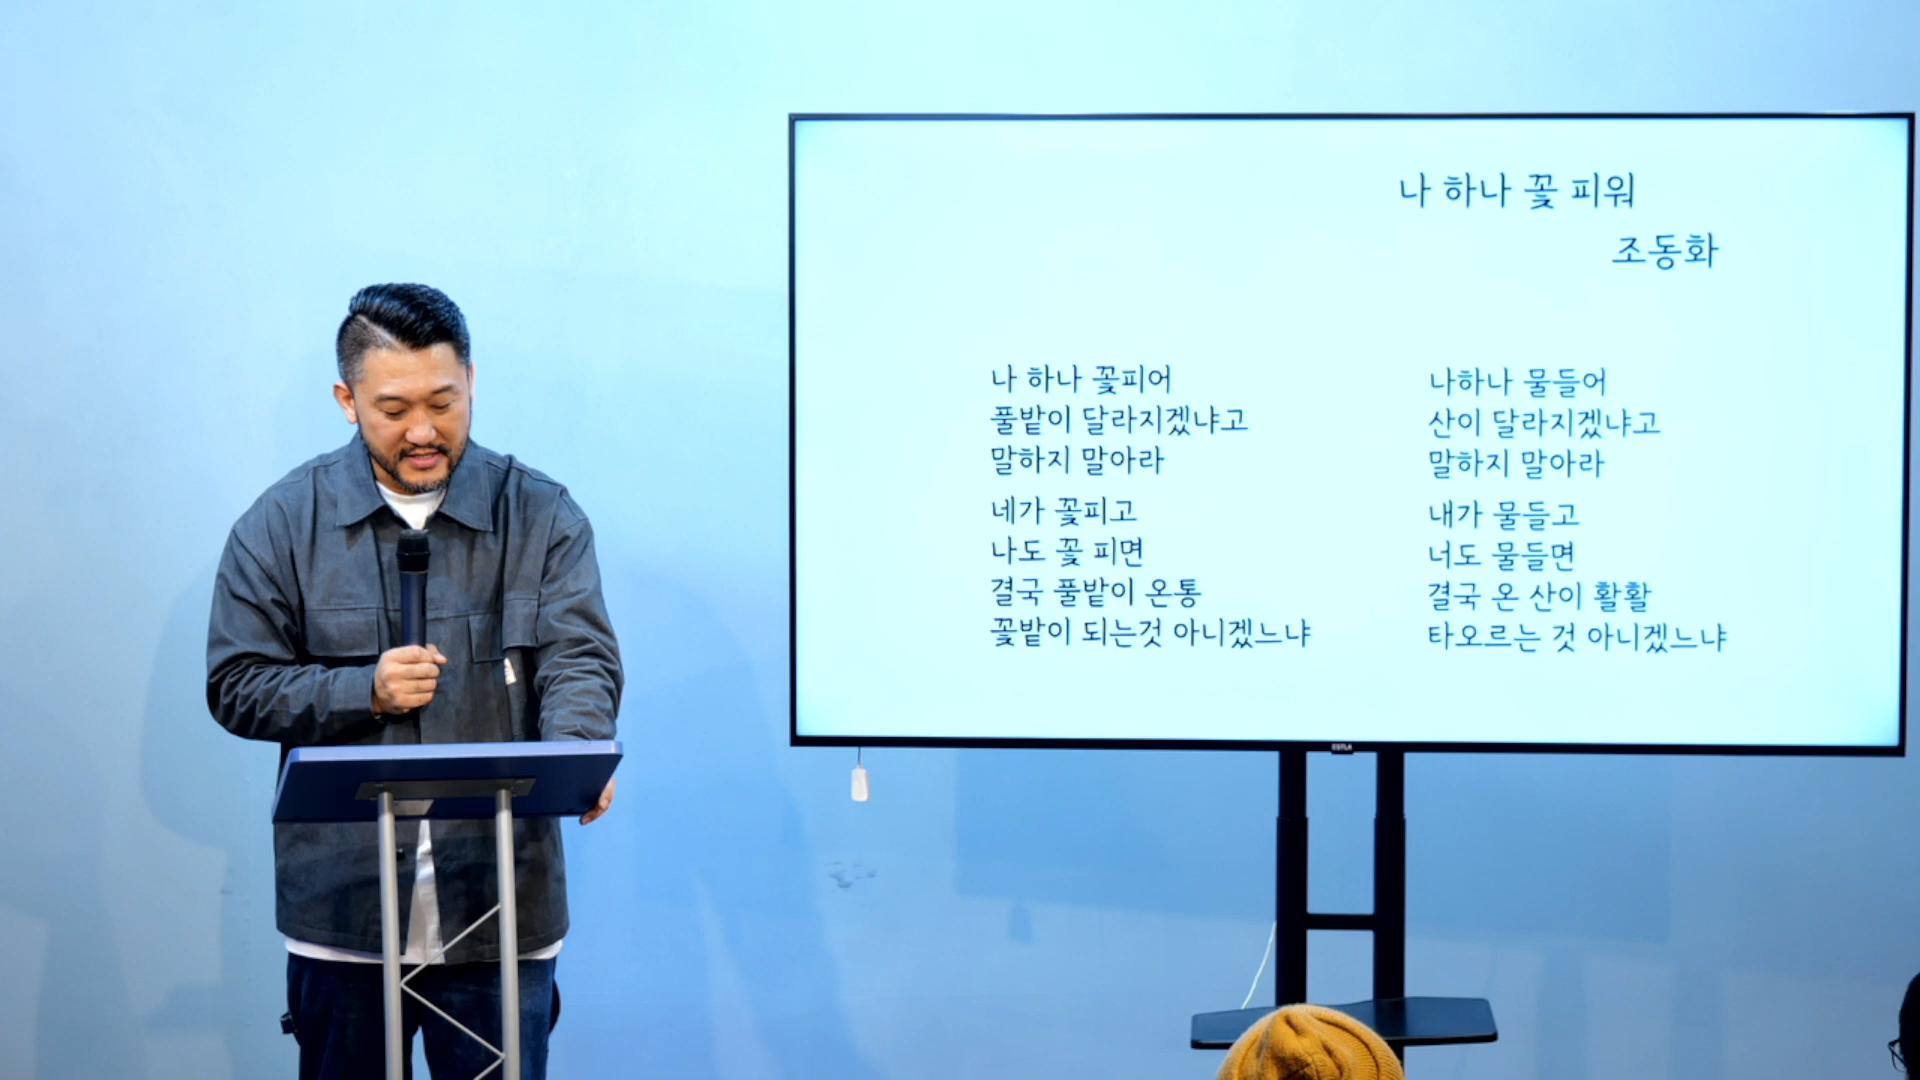 나 하나 꽃 피워
조동화
나 하나 꽃피어
풀밭이 달라지겠냐고
말하지 말아라
네가 꽃피고
나도 꽃 피면
결국 풀밭이 온통
꽃밭이 되는것 아니겠느냐
나하나 물들어
산이 달라지겠냐고
말하지 말아라
내가 물들고
너도 물들면
결국 온 산이 활활
타오르는 것 아니겠느냐